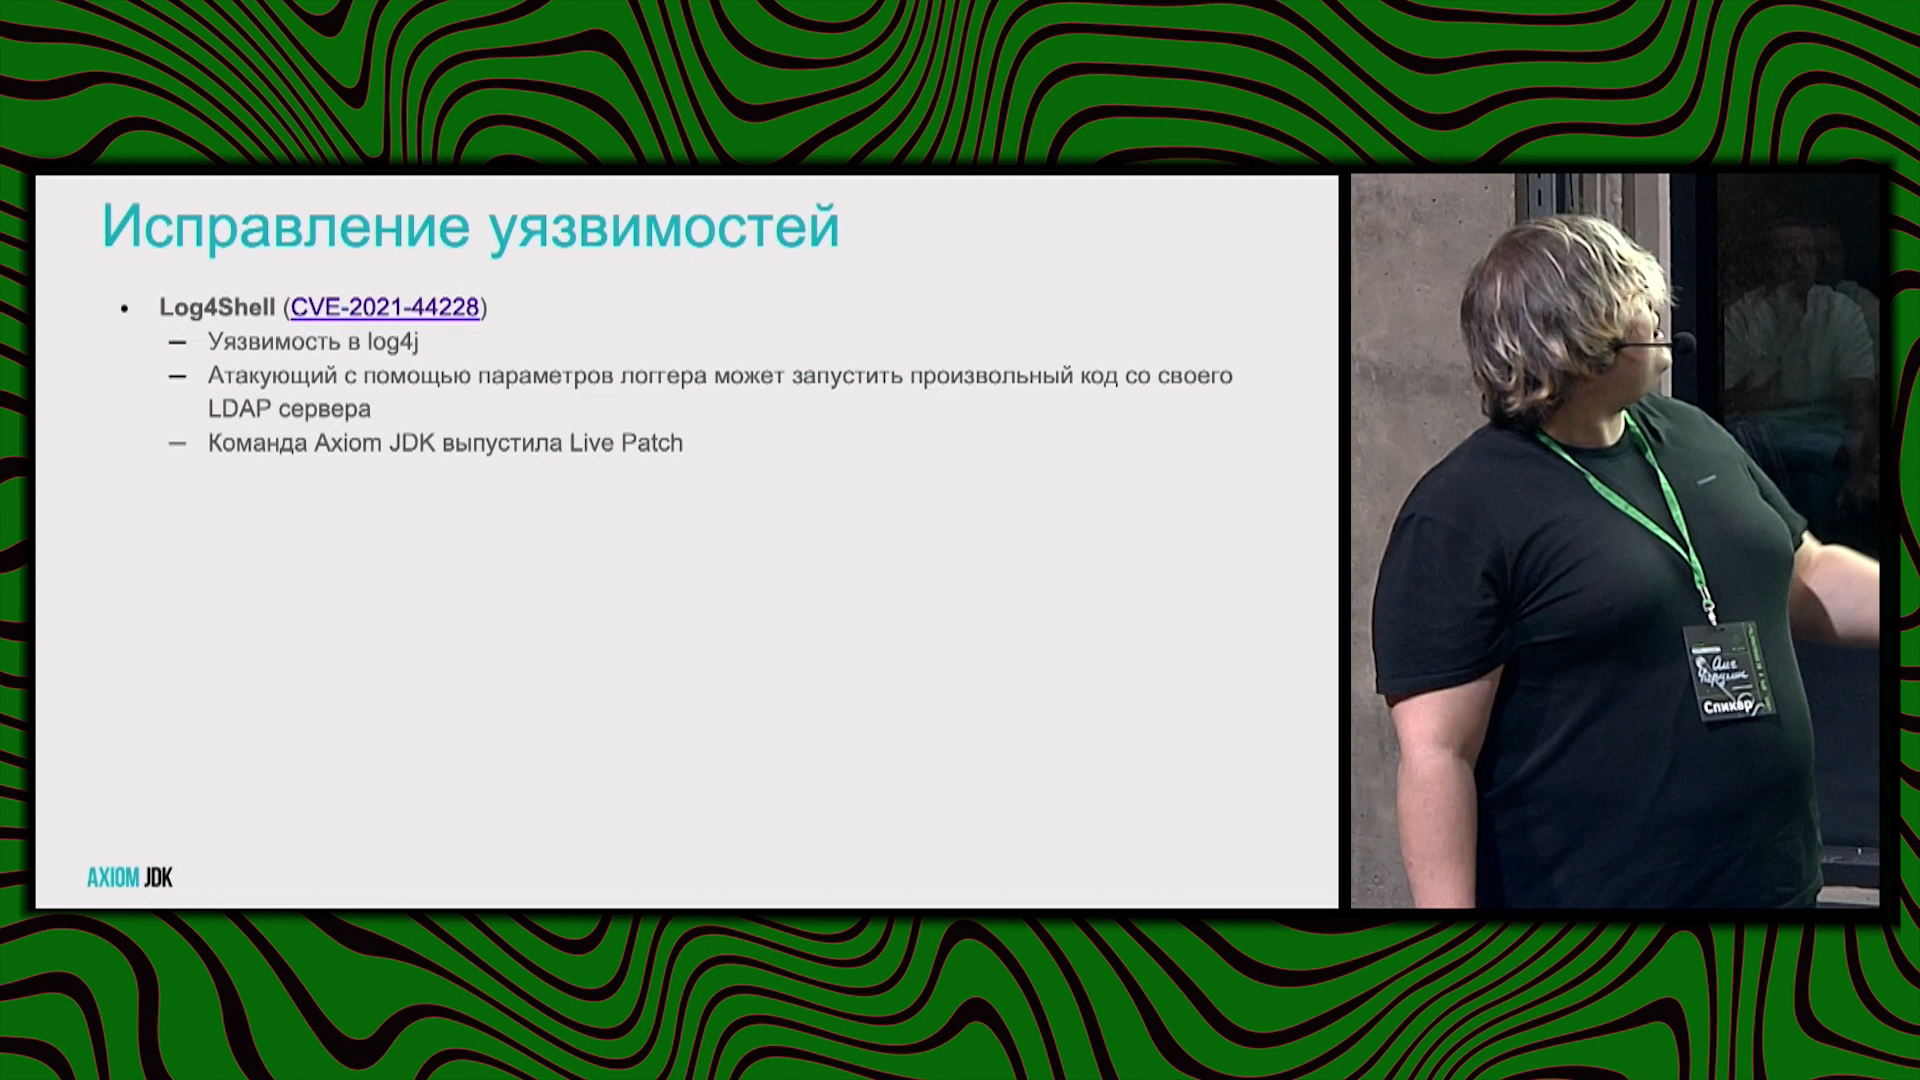 Исправление уязвимостей
• Log4Shell (CVE-2021-44228)
– Уязвимость в log4j
– Атакующий с помощью параметров логгера может запустить произвольный код со своего
LDAP сервера
– Команда Axiom JDK выпустила Live Patch
AXIOM JDK
Спикер